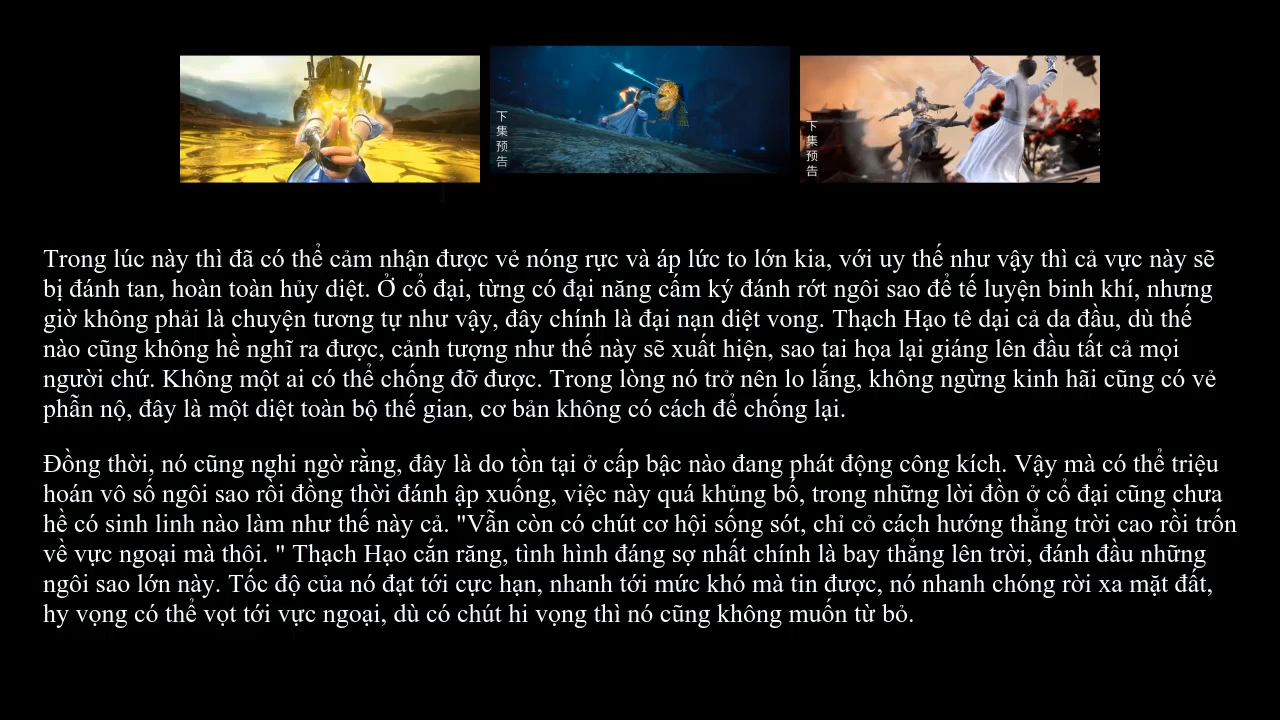 下集预告
下集预告
Trong lúc này thì đã có thể cảm nhận được vẻ nóng rực và áp lức to lớn kia, với uy thế như vậy thì cả vực này sẽ
bị đánh tan, hoàn toàn hủy diệt. Ở cổ đại, từng có đại năng cấm ký đánh rớt ngôi sao để tế luyện binh khí, nhưng
giờ không phải là chuyện tương tự như vậy, đây chính là đại nạn diệt vong. Thạch Hạo tê dại cả da đầu, dù thế
nào cũng không hề nghĩ ra được, cảnh tượng như thế này sẽ xuất hiện, sao tai họa lại giáng lên đầu tất cả mọi
người chứ. Không một ai có thể chống đỡ được. Trong lòng nó trở nên lo lắng, không ngừng kinh hãi cũng có vẻ
phẫn nộ, đây là một diệt toàn bộ thế gian, cơ bản không có cách để chống lại.
Đồng thời, nó cũng nghi ngờ rằng, đây là do tồn tại ở cấp bậc nào đang phát động công kích. Vậy mà có thể triệu
hoán vô số ngôi sao rồi đồng thời đánh ập xuống, việc này quá khủng bố, trong những lời đồn ở cổ đại cũng chưa
hề có sinh linh nào làm như thế này cả. "Vẫn còn có chút cơ hội sống sót, chỉ cỏ cách hướng thẳng trời cao rồi trốn
về vực ngoại mà thôi. " Thạch Hạo cắn răng, tình hình đáng sợ nhất chính là bay thẳng lên trời, đánh đầu những
ngôi sao lớn này. Tốc độ của nó đạt tới cực hạn, nhanh tới mức khó mà tin được, nó nhanh chóng rời xa mặt đất,
hy vọng có thể vọt tới vực ngoại, dù có chút hi vọng thì nó cũng không muốn từ bỏ.